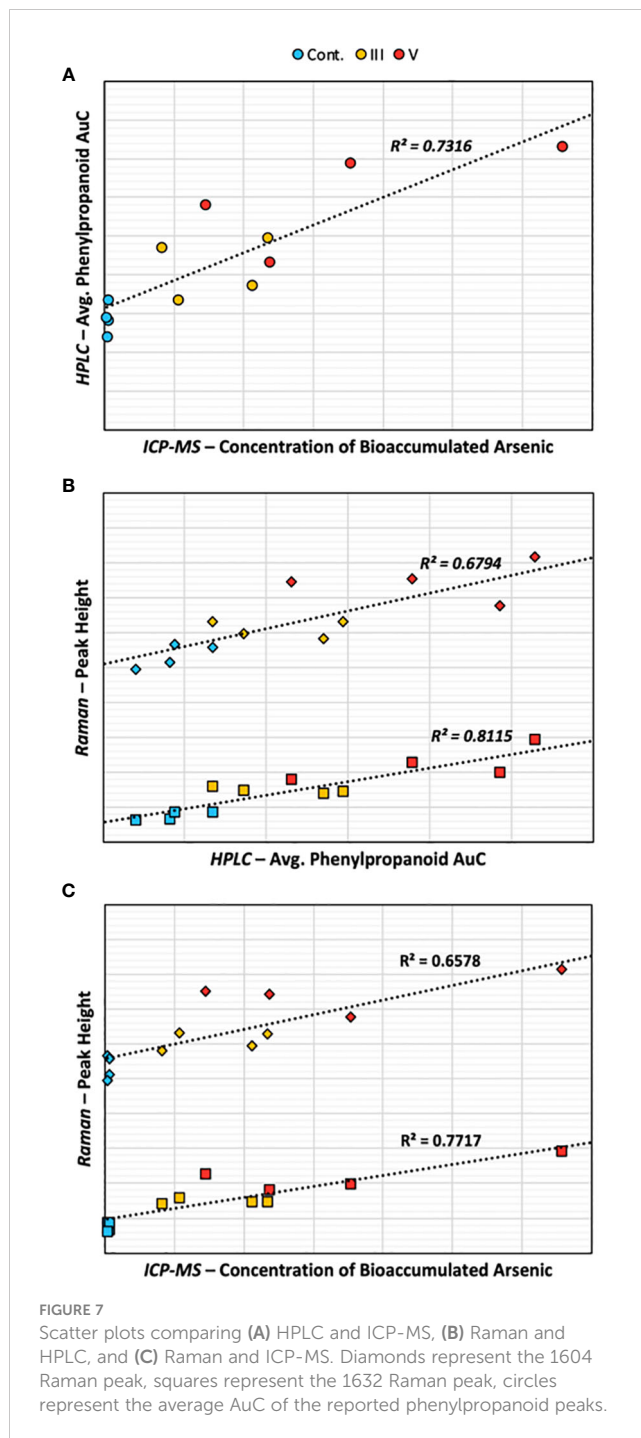 Cont. III V
A
HPLC – Avg. Phenylpropanoid AuC
R² = 0.7316
ICP-MS – Concentration of Bioaccumulated Arsenic
B
Raman – Peak Height
R² = 0.6794
R² = 0.8115
HPLC – Avg. Phenylpropanoid AuC
C
Raman – Peak Height
R² = 0.6578
R² = 0.7717
ICP-MS – Concentration of Bioaccumulated Arsenic
FIGURE 7
Scatter plots comparing (A) HPLC and ICP-MS, (B) Raman and
HPLC, and (C) Raman and ICP-MS. Diamonds represent the 1604
Raman peak, squares represent the 1632 Raman peak, circles
represent the average AuC of the reported phenylpropanoid peaks.